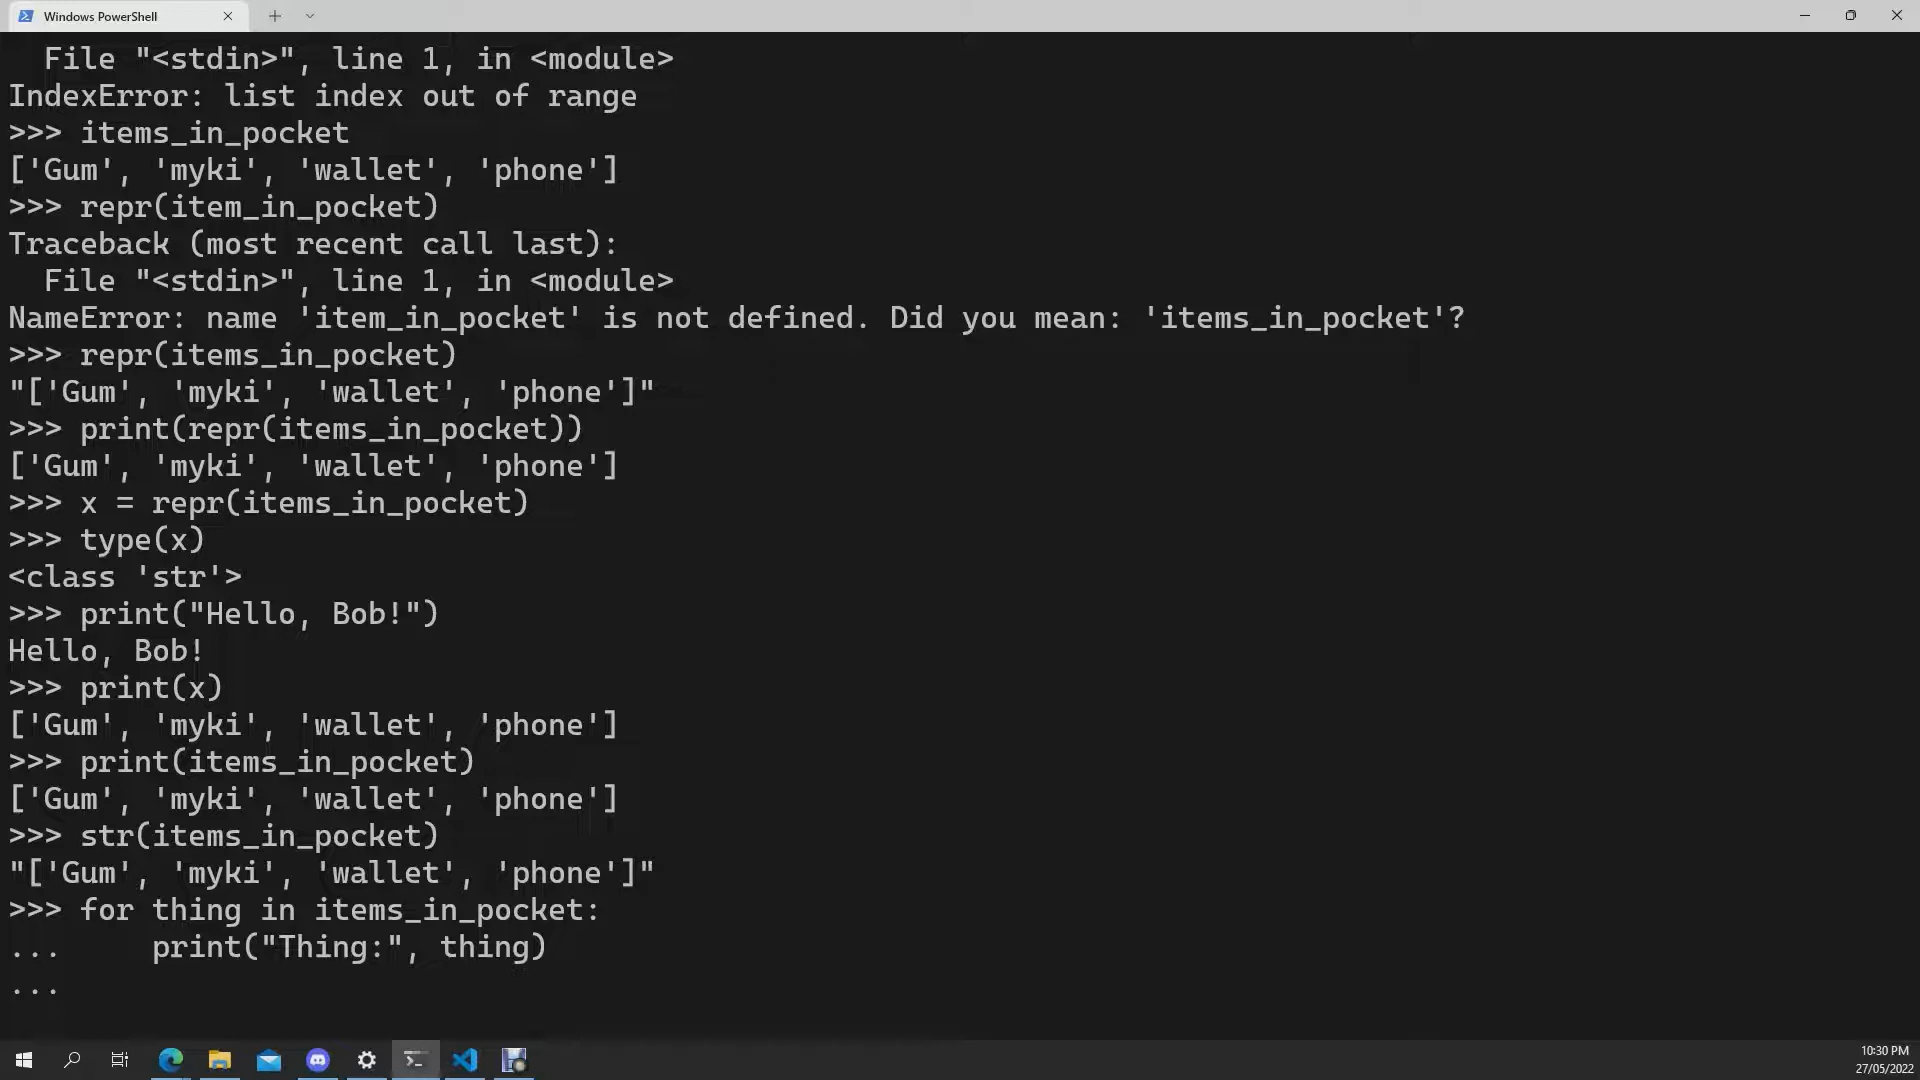 Windows PowerShell
  File "<stdin>", line 1, in <module>
IndexError: list index out of range
>>> items_in_pocket
['Gum', 'myki', 'wallet', 'phone']
>>> repr(item_in_pocket)
Traceback (most recent call last):
  File "<stdin>", line 1, in <module>
NameError: name 'item_in_pocket' is not defined. Did you mean: 'items_in_pocket'?
>>> repr(items_in_pocket)
"['Gum', 'myki', 'wallet', 'phone']"
>>> print(repr(items_in_pocket))
['Gum', 'myki', 'wallet', 'phone']
>>> x = repr(items_in_pocket)
>>> type(x)
<class 'str'>
>>> print("Hello, Bob!")
Hello, Bob!
>>> print(x)
['Gum', 'myki', 'wallet', 'phone']
>>> print(items_in_pocket)
['Gum', 'myki', 'wallet', 'phone']
>>> str(items_in_pocket)
"['Gum', 'myki', 'wallet', 'phone']"
>>> for thing in items_in_pocket:
...     print("Thing:", thing)
...
10:30 PM
27/05/2022